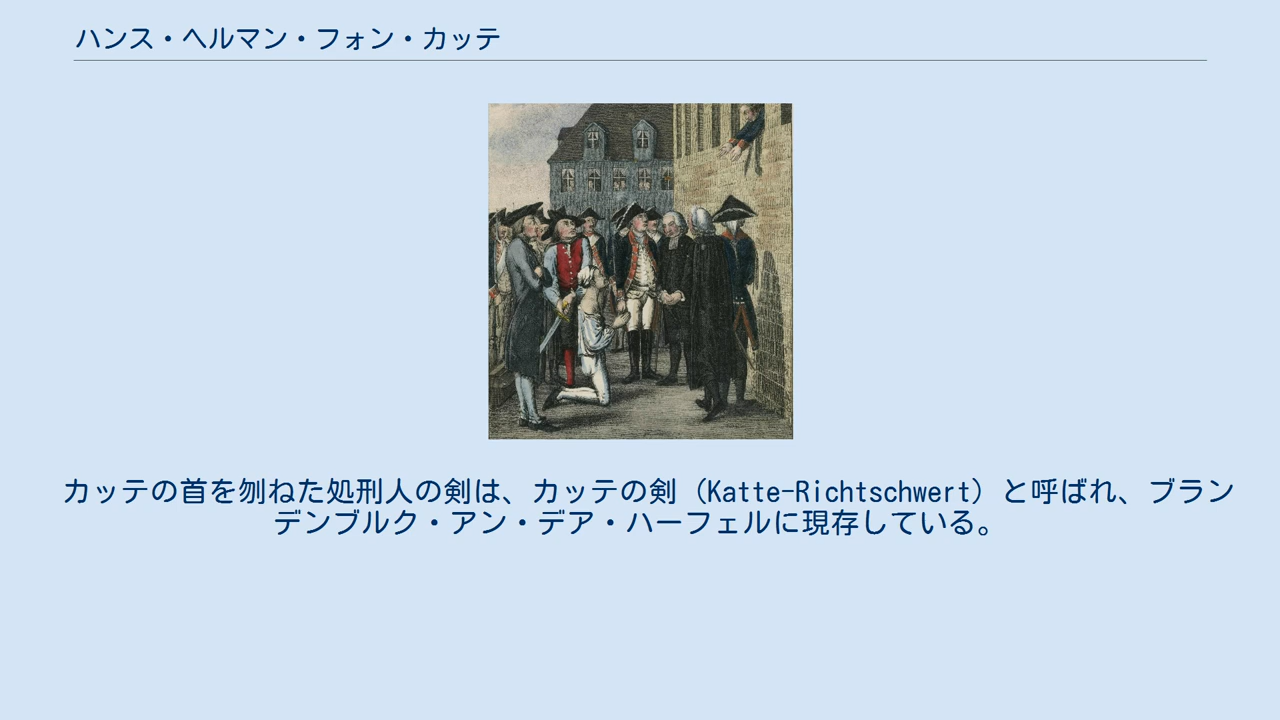 ハンス・ヘルマン・フォン・カッテ
カッテの首を刎ねた処刑人の剣は、カッテの剣（Katte-Richtschwert）と呼ばれ、ブラン
デンブルク・アン・デア・ハーフェルに現存している。